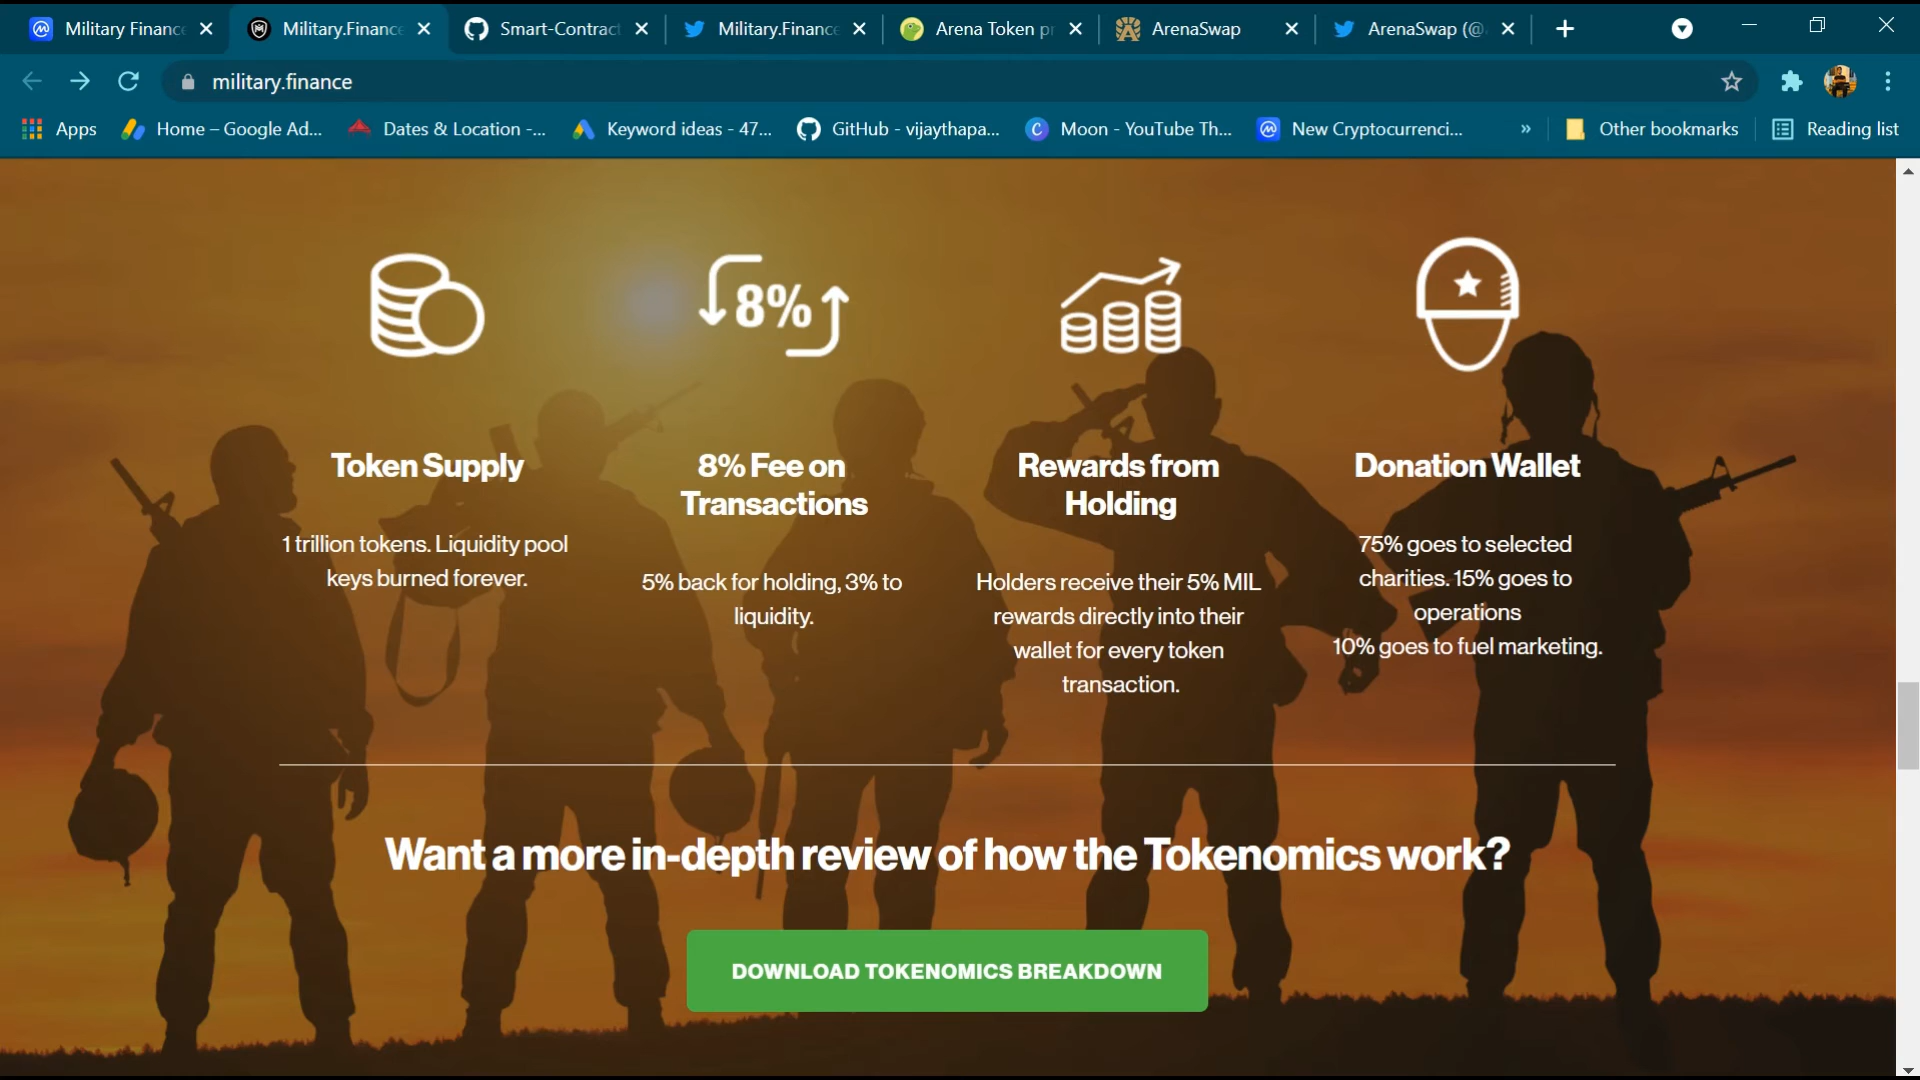 Military Finance
Military.Finance
Smart-Contract
Military.Finance
Arena Token pr
ArenaSwap
ArenaSwap (@
military.finance
Apps
Home – Google Ad...
Dates & Location -...
Keyword ideas - 47...
GitHub - vijaythapa...
Moon - YouTube Th...
New Cryptocurrenci...
»
Other bookmarks
Reading list
8%
Token Supply
1 trillion tokens. Liquidity pool
keys burned forever.
8% Fee on
Transactions
5% back for holding, 3% to
liquidity.
Rewards from
Holding
Holders receive their 5% MIL
rewards directly into their
wallet for every token
transaction.
Donation Wallet
75% goes to selected
charities. 15% goes to
operations
10% goes to fuel marketing.
Want a more in-depth review of how the Tokenomics work?
DOWNLOAD TOKENOMICS BREAKDOWN